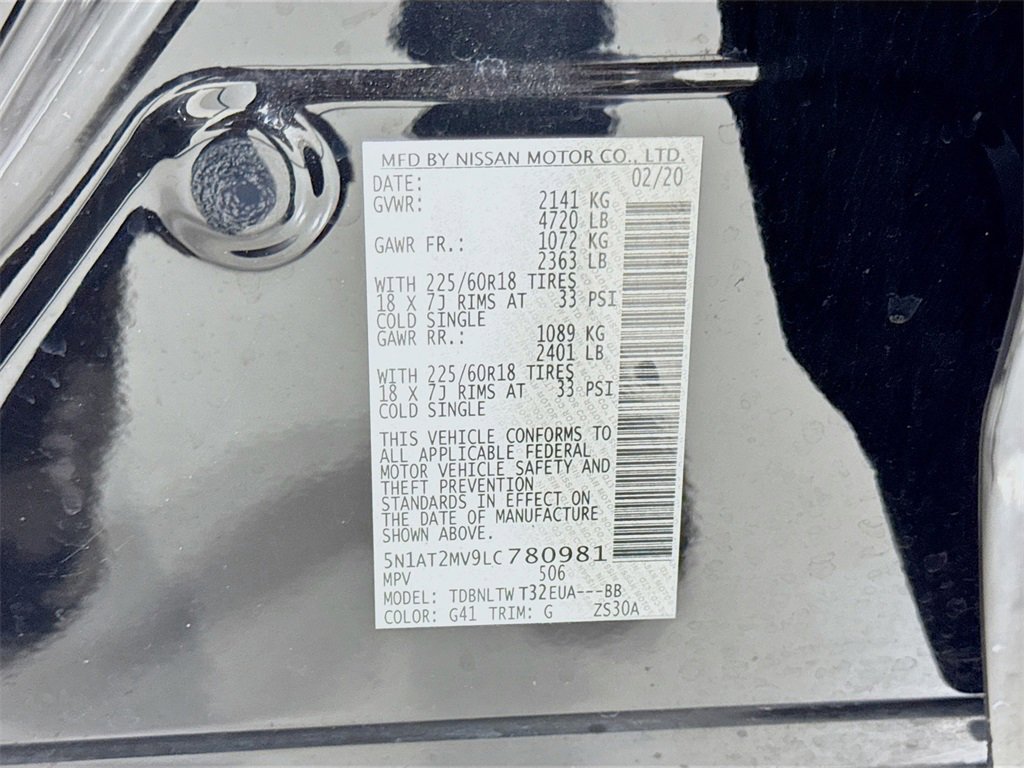 MFD BY NISSAN MOTOR CO., LTD.
DATE: 02/20
GVWR: 2141 KG
4720 LB
GAWR FR.: 1072 KG
2363 LB
WITH 225/60R18 TIRES
18 X 7J RIMS AT 33 PSI
COLD SINGLE
GAWR RR.: 1089 KG
2401 LB
WITH 225/60R18 TIRES
18 X 7J RIMS AT 33 PSI
COLD SINGLE
THIS VEHICLE CONFORMS TO
ALL APPLICABLE FEDERAL
MOTOR VEHICLE SAFETY AND
THEFT PREVENTION
STANDARDS IN EFFECT ON
THE DATE OF MANUFACTURE
SHOWN ABOVE.
5N1AT2MV9LC780981
MPV 506
MODEL: TDBNLTW T32EUA---BB
COLOR: G41 TRIM: G ZS30A